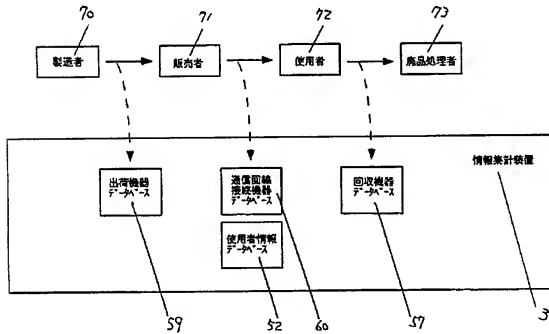 70
71
72
73
製造者
販売者
使用者
廃品処理者
出荷機器
データベース
通信回線
接続機器
データベース
回収機器
データベース
情報集計装置
使用者情報
データベース
59
52
60
57
3